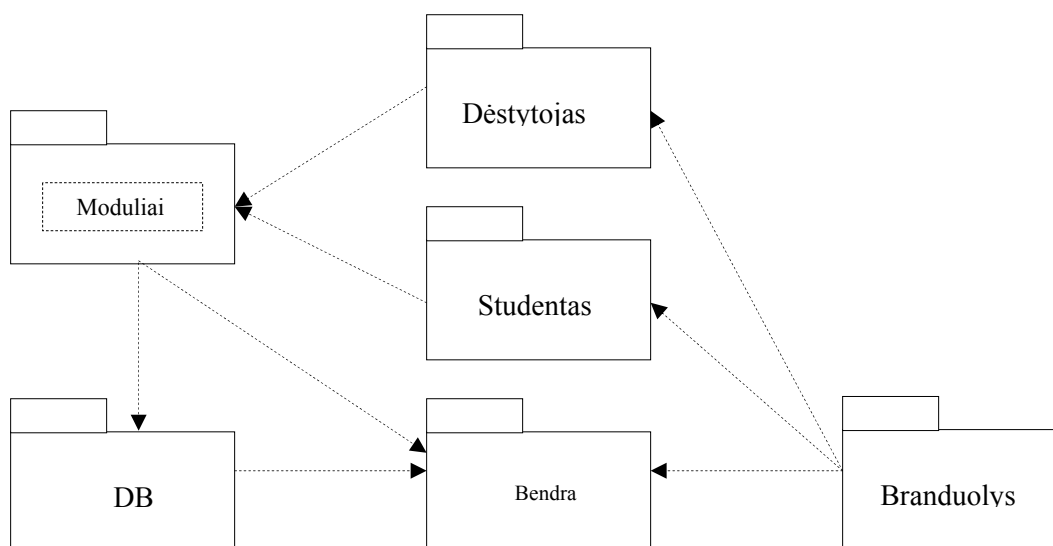 Dėstytojas
Moduliai
Studentas
DB
Bendra
Branduolys